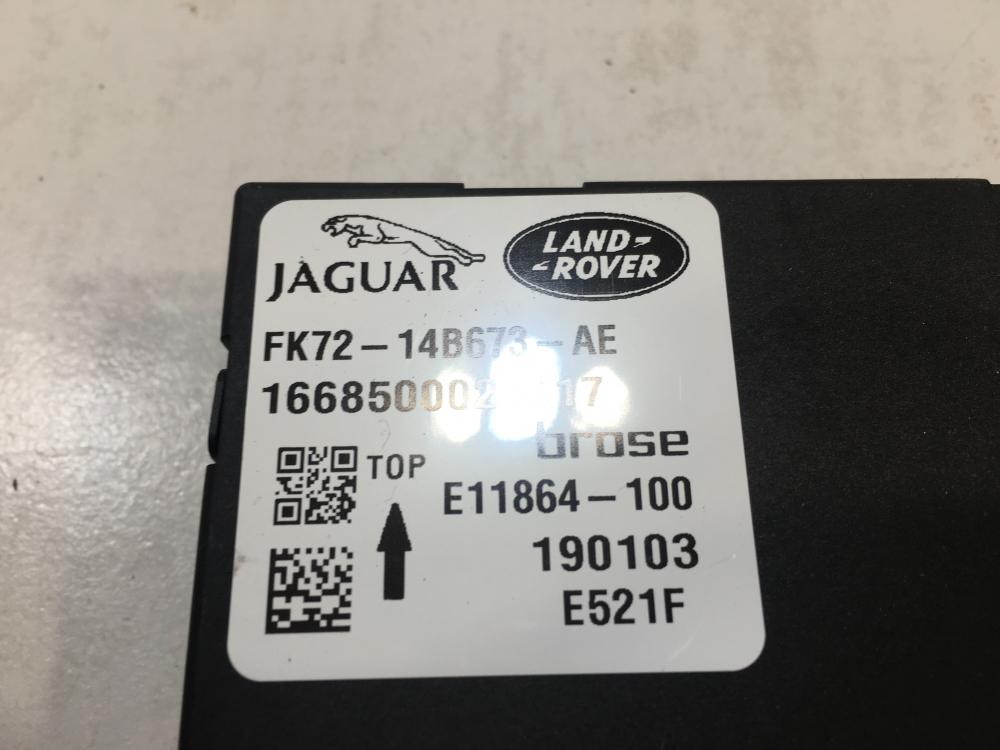 JAGUAR
LAND-
-ROVER
FK72-14B673-AE
brose
TOP
E11864-100
190103
E521F